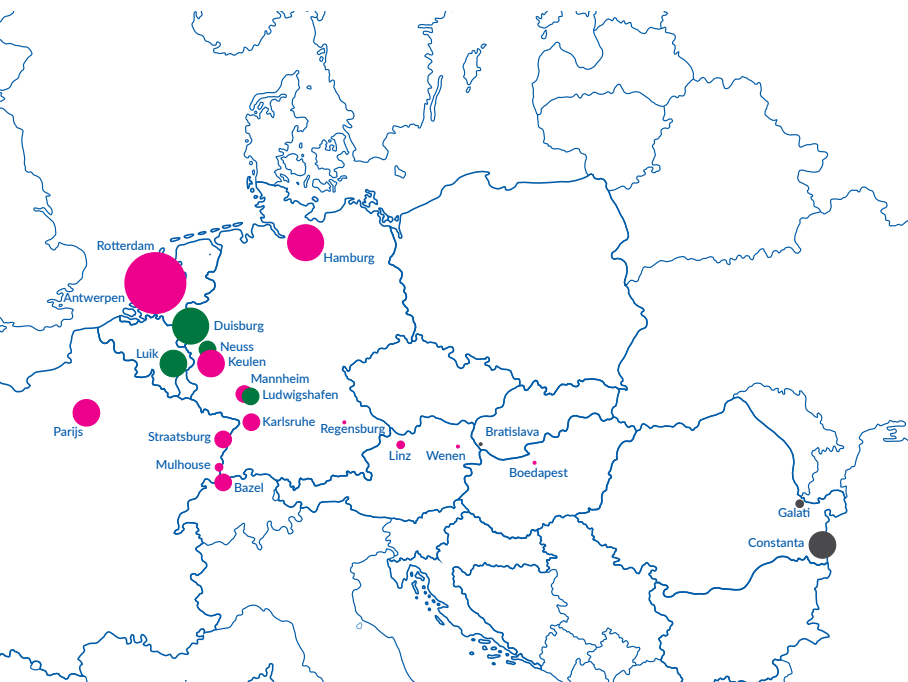 Rotterdam
Hamburg
Antwerpen
Duisburg
Neuss
Luik
Keulen
Mannheim
Ludwigshafen
Parijs
Karlsruhe
Regensburg
Straatsburg
Bratislava
Linz
Wenen
Mulhouse
Boedapest
Bazel
Galati
Constanta